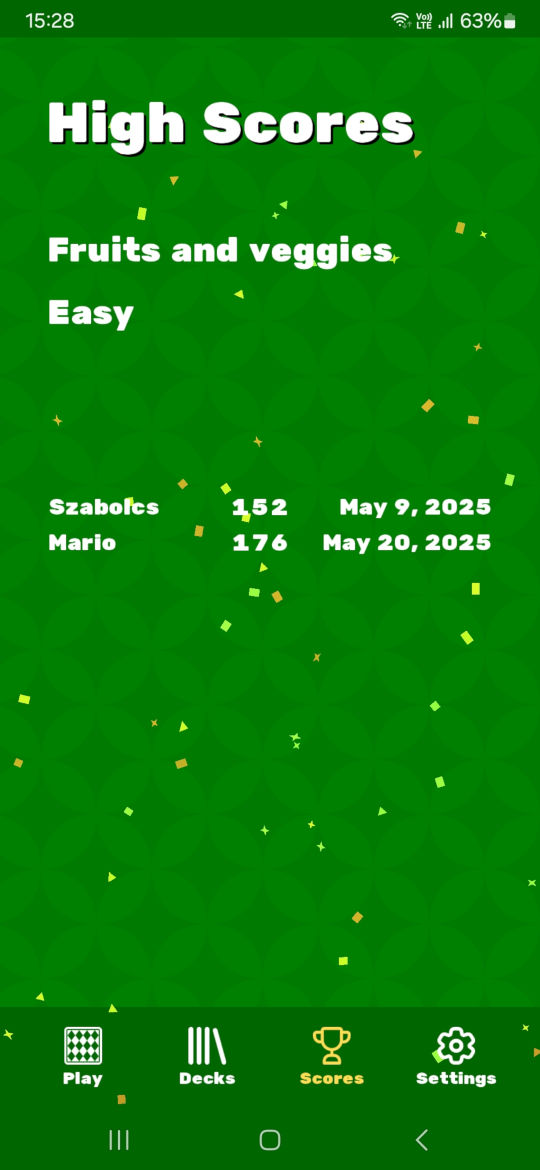 15:28 Vo)) LTE 63%
High Scores
Fruits and veggies
Easy
Szabolcs 152 May 9, 2025
Mario 176 May 20, 2025
Play Decks Scores Settings